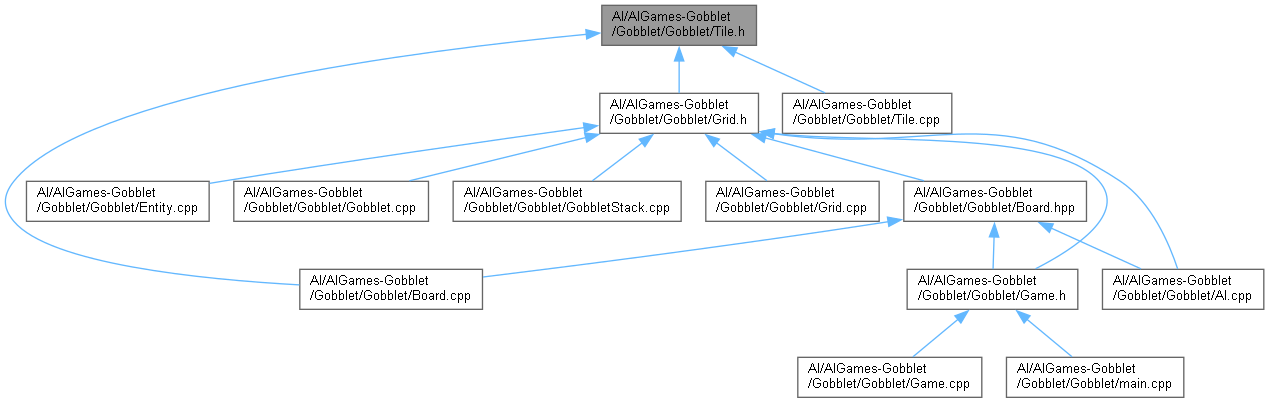 AI/AIGames-Gobblet
/Gobblet/Gobblet/Tile.h
AI/AIGames-Gobblet
/Gobblet/Gobblet/Grid.h
AI/AIGames-Gobblet
/Gobblet/Gobblet/Tile.cpp
AI/AIGames-Gobblet
/Gobblet/Gobblet/Entity.cpp
AI/AIGames-Gobblet
/Gobblet/Gobblet/Gobblet.cpp
AI/AIGames-Gobblet
/Gobblet/Gobblet/GobbletStack.cpp
AI/AIGames-Gobblet
/Gobblet/Gobblet/Grid.cpp
AI/AIGames-Gobblet
/Gobblet/Gobblet/Board.hpp
AI/AIGames-Gobblet
/Gobblet/Gobblet/Board.cpp
AI/AIGames-Gobblet
/Gobblet/Gobblet/Game.h
AI/AIGames-Gobblet
/Gobblet/Gobblet/AI.cpp
AI/AIGames-Gobblet
/Gobblet/Gobblet/Game.cpp
AI/AIGames-Gobblet
/Gobblet/Gobblet/main.cpp